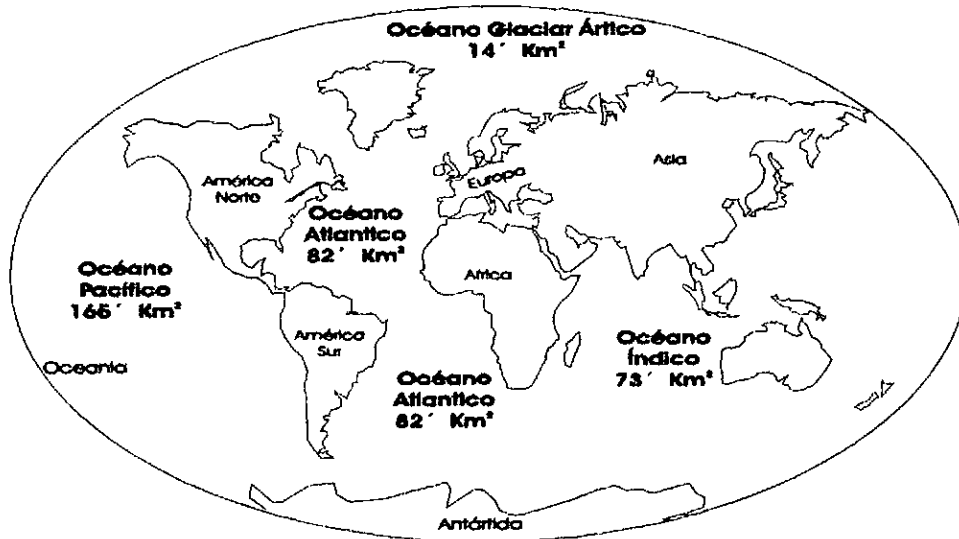 Océano Glaciar Ártico
14´ Km²
América
Norte
Europa
Asia
Océano
Atlantico
82´ Km²
Océano
Pacífico
165´ Km²
Africa
América
Sur
Océano
Índico
73´ Km²
Oceania
Océano
Atlantico
82´ Km²
Antártida